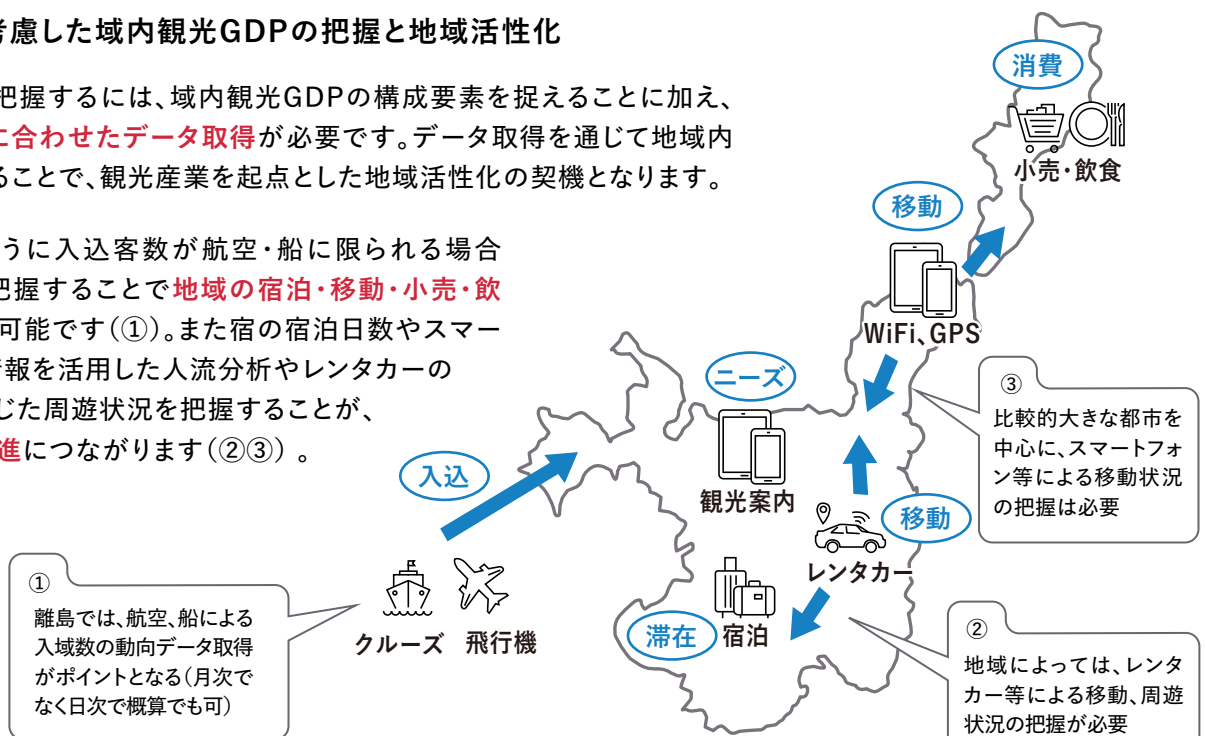 考慮した域内観光GDPの把握と地域活性化
把握するには、域内観光GDPの構成要素を捉えることに加え、
に合わせたデータ取得が必要です。データ取得を通じて地域内
ることで、観光産業を起点とした地域活性化の契機となります。
うに入込客数が航空・船に限られる場合
把握することで地域の宿泊・移動・小売・飲
可能です(①)。また宿の宿泊日数やスマー
情報を活用した人流分析やレンタカーの
じた周遊状況を把握することが、
進につながります(②③)。
消費
小売・飲食
移動
WiFi、GPS
ニーズ
観光案内
③
比較的大きな都市を
中心に、スマートフォ
ン等による移動状況
の把握は必要
入込
移動
レンタカー
クルーズ 飛行機
滞在
宿泊
①
離島では、航空、船による
入域数の動向データ取得
がポイントとなる(月次で
なく日次で概算でも可)
②
地域によっては、レンタ
カー等による移動、周遊
状況の把握が必要